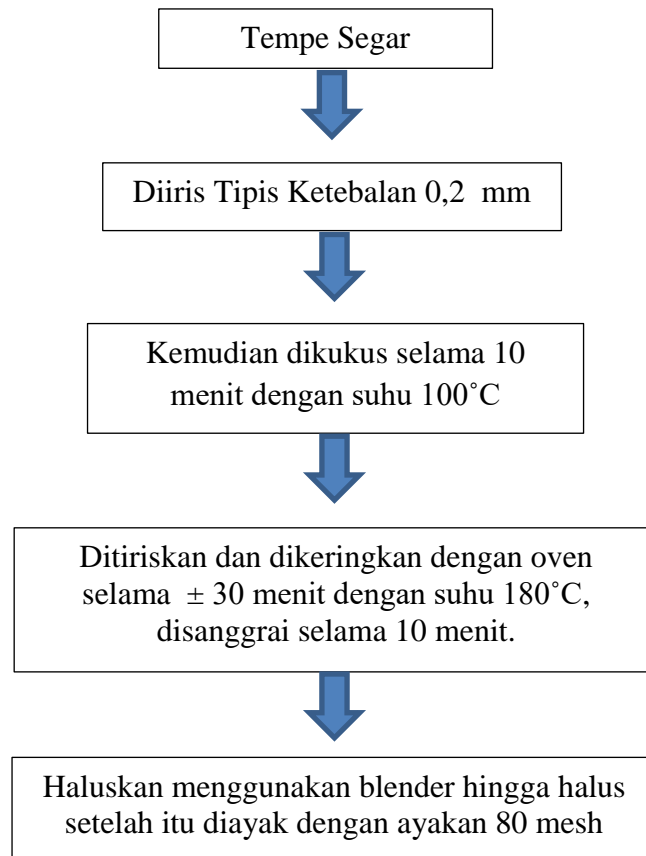 Tempe Segar
Diiris Tipis Ketebalan 0,2 mm
Kemudian dikukus selama 10
menit dengan suhu 100˚C
Ditiriskan dan dikeringkan dengan oven
selama ± 30 menit dengan suhu 180˚C,
disanggrai selama 10 menit.
Haluskan menggunakan blender hingga halus
setelah itu diayak dengan ayakan 80 mesh